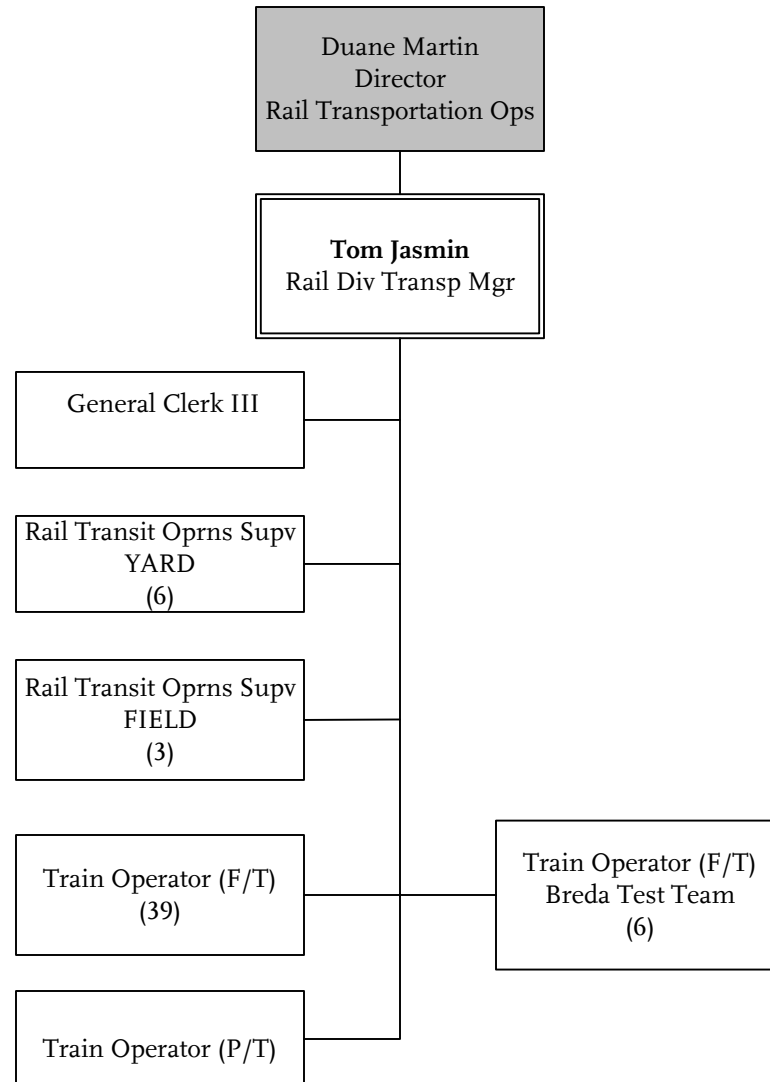 Duane Martin
Director
Rail Transportation Ops
Tom Jasmin
Rail Div Transp Mgr
General Clerk III
Rail Transit Oprns Supv
YARD
(6)
Rail Transit Oprns Supv
FIELD
(3)
Train Operator (F/T)
(39)
Train Operator (F/T)
Breda Test Team
(6)
Train Operator (P/T)